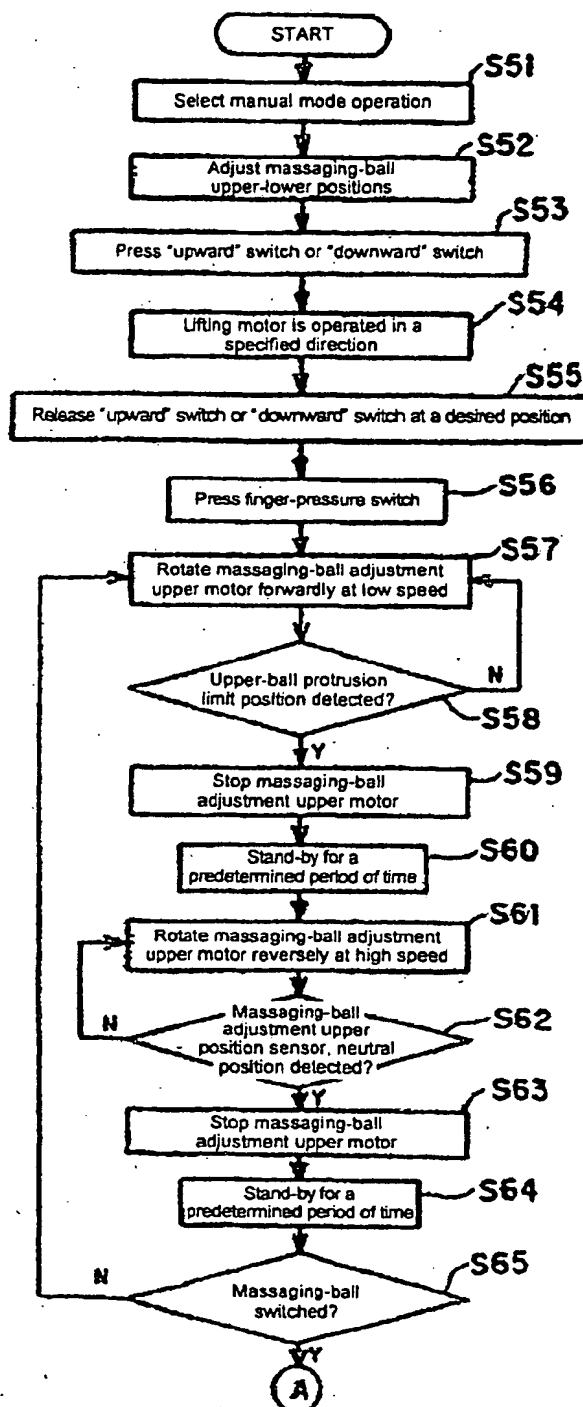 START
S51
Select manual mode operation
S52
Adjust massaging-ball
upper-lower positions
S53
Press "upward" switch or "downward" switch
S54
Lifting motor is operated in a
specified direction
S55
Release "upward" switch or "downward" switch at a desired position
S56
Press finger-pressure switch
S57
Rotate massaging-ball adjustment
upper motor forwardly at low speed
N
Upper-ball protrusion
limit position detected?
S58
Y
S59
Stop massaging-ball
adjustment upper motor
S60
Stand-by for a
predetermined period of time
S61
Rotate massaging-ball adjustment
upper motor reversely at high speed
N
S62
Massaging-ball
adjustment upper
position sensor, neutral
position detected?
Y
S63
Stop massaging-ball
adjustment upper motor
S64
Stand-by for a
predetermined period of time
S65
N
Massaging-ball
switched?
Y
A